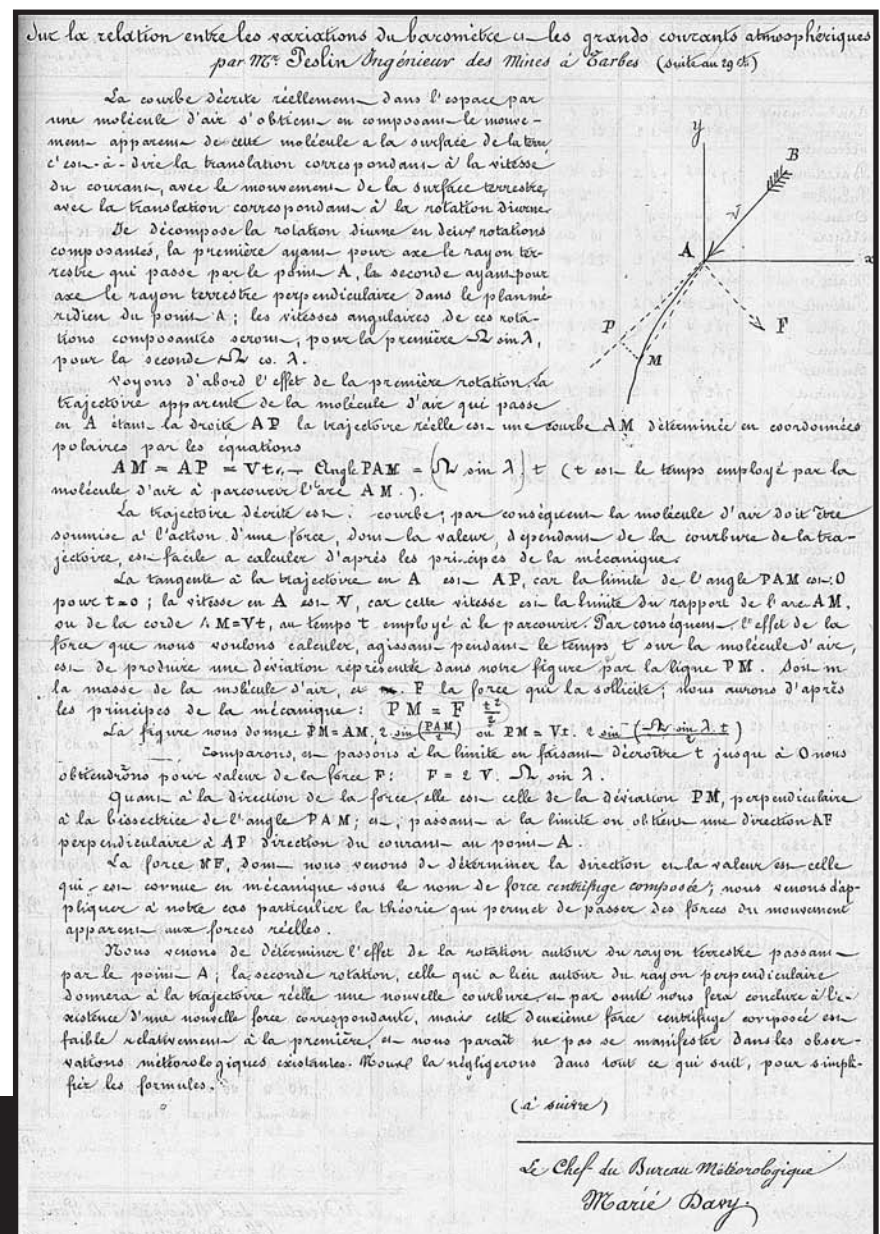 Sur la relation entre les variations du baromètre et les grands courants atmosphériques
par Mr. Peslin Ingénieur des Mines à Tarbes (suite au 29 dt)
La courbe décrite réellement dans l'espace par
une molécule d'air s'obtient en composant le mouve-
ment apparent de cette molécule a la surface de la terre,
c'est-à-dire la translation correspondant à la vitesse
du courant, avec le mouvement de la surface terrestre,
avec la translation correspondant à la rotation diurne.
Je décompose la rotation diurne en deux rotations
composantes, la première ayant pour axe le rayon ter-
restre qui passe par le point A, la seconde ayant pour
axe le rayon terrestre perpendiculaire dans le plan mé-
ridien du point A; les vitesses angulaires de ces rota-
tions composantes seront, pour la première Ω sin λ,
pour la seconde Ω cos. λ.
Voyons d'abord l'effet de la première rotation. La
trajectoire apparente de la molécule d'air qui passe
en A étant la droite AP la trajectoire réelle est une courbe AM déterminée en coordonnées
polaires par les équations
AM = AP = Vt, Angle PAM = (Ω sin λ) t (t est le temps employé par la
molécule d'air à parcourir l'arc AM.).
La trajectoire décrite est courbe; par conséquent la molécule d'air doit être
soumise à l'action d'une force, dont la valeur, dépendant de la courbure de la tra-
jectoire, est facile a calculer d'après les principes de la mécanique.
La tangente à la trajectoire en A est AP, car la limite de l'angle PAM est 0
pour t=0; la vitesse en A est V, car cette vitesse est la limite du rapport de l'arc AM,
ou de la corde AM=Vt, au temps t employé à le parcourir. Par conséquent, l'effet de la
force que nous voulons calculer, agissant pendant le temps t sur la molécule d'air,
est de produire une déviation représentée dans notre figure par la ligne PM. Soit m
la masse de la molécule d'air, et F la force qui la sollicite; nous aurons d'après
les principes de la mécanique: PM = F t²/2
La figure nous donne PM = AM. 2 sin (PAM/2) ou PM = Vt. 2 sin (Ω sin λ. t/2)
Comparons, et passons à la limite en faisant décroître t jusqu à 0 nous
obtiendrons pour valeur de la force F: F = 2 V. Ω. sin λ.
Quant à la direction de la force, elle est celle de la déviation PM, perpendiculaire
à la bissectrice de l'angle PAM; et, passant à la limite on obtient une direction AF
perpendiculaire à AP direction du courant au point A.
La force MF, dont nous venons de déterminer la direction et la valeur est celle
qui est connue en mécanique sous le nom de force centrifuge composée; nous venons d'ap-
pliquer à notre cas particulier la théorie qui permet de passer des forces du mouvement
apparent aux forces réelles.
Nous venons de déterminer l'effet de la rotation autour du rayon terrestre passant
par le point A; la seconde rotation, celle qui a lieu autour du rayon perpendiculaire
donnera à la trajectoire réelle une nouvelle courbure, et par suite nous fera conclure à l'e-
xistence d'une nouvelle force correspondante, mais cette deuxième force centrifuge composée est
faible relativement à la première, et nous parait ne pas se manifester dans les obser-
vations météorologiques existantes. Nous la négligerons dans tout ce qui suit, pour simpli-
fier les formules.
(à suivre)
Le Chef du Bureau Météorologique
Marié Davy.
y
B
V
A
x
F
P
M